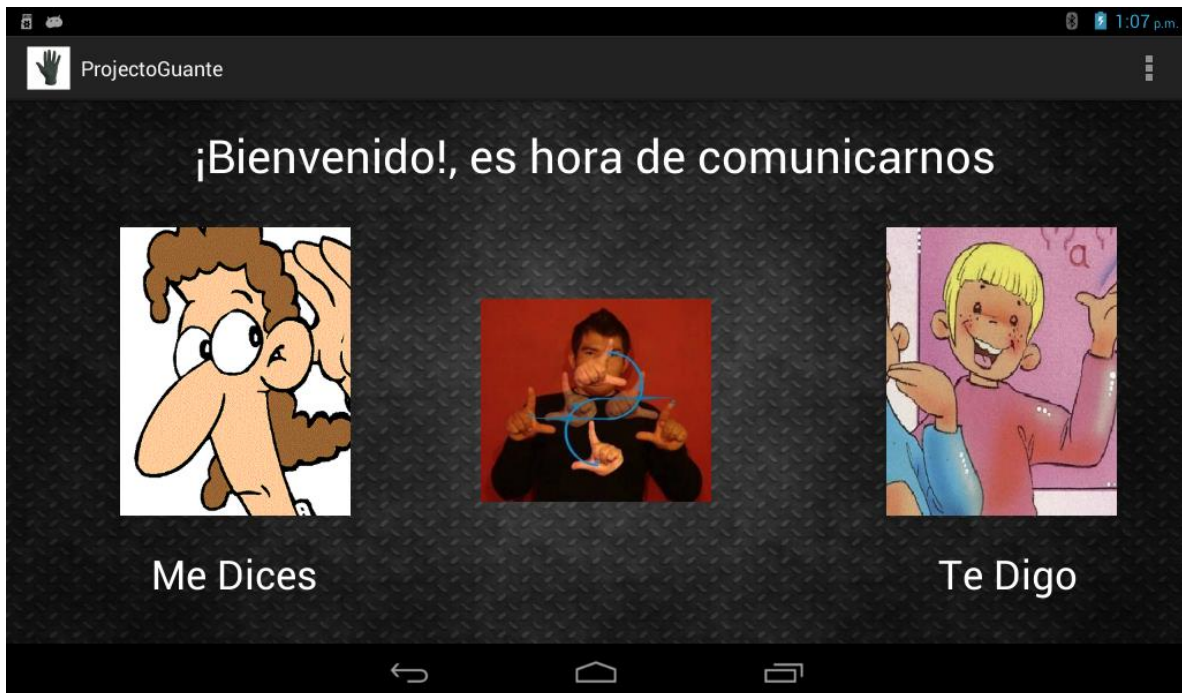 1:07 p.m.
ProjectoGuante
¡Bienvenido!, es hora de comunicarnos
a
Me Dices
Te Digo